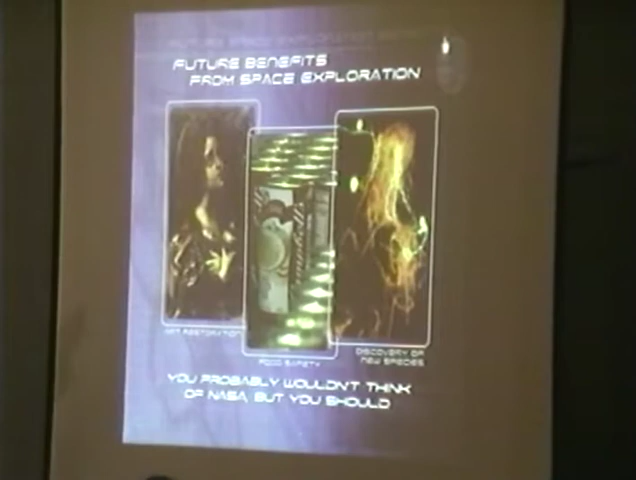 FUTURE BENEFITS
FROM SPACE EXPLORATION
ART RESTORATION
FOOD SAFETY
DISCOVERY OF
NEW SPECIES
YOU PROBABLY WOULDN'T THINK
OF NASA, BUT YOU SHOULD